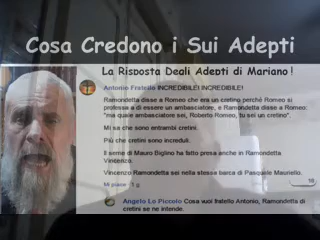 Cosa Credono i Sui Adepti
La Risposta Degli Adepti di Mariano !
Antonio Fratello INCREDIBILE! INCREDIBILE!
Ramondetta disse a Romeo che era un cretino perché Romeo si
professa di essere un ambasciatore, e Ramondetta disse a Romeo:
"ma quale ambasciatore sei, Roberto Romeo, tu sei un cretino".
Mi sa che sono entrambi cretini.
Più che cretini sono increduli.
Il seme di Mauro Biglino ha fatto presa anche in Ramondetta
Vincenzo.
Vincenzo Ramondetta sei nella stessa barca di Pasquale Mauriello.
Mi piace · 1 g
16
Angelo Lo Piccolo Cosa vuoi fratello Antonio, Ramondetta di
cretini se ne intende.